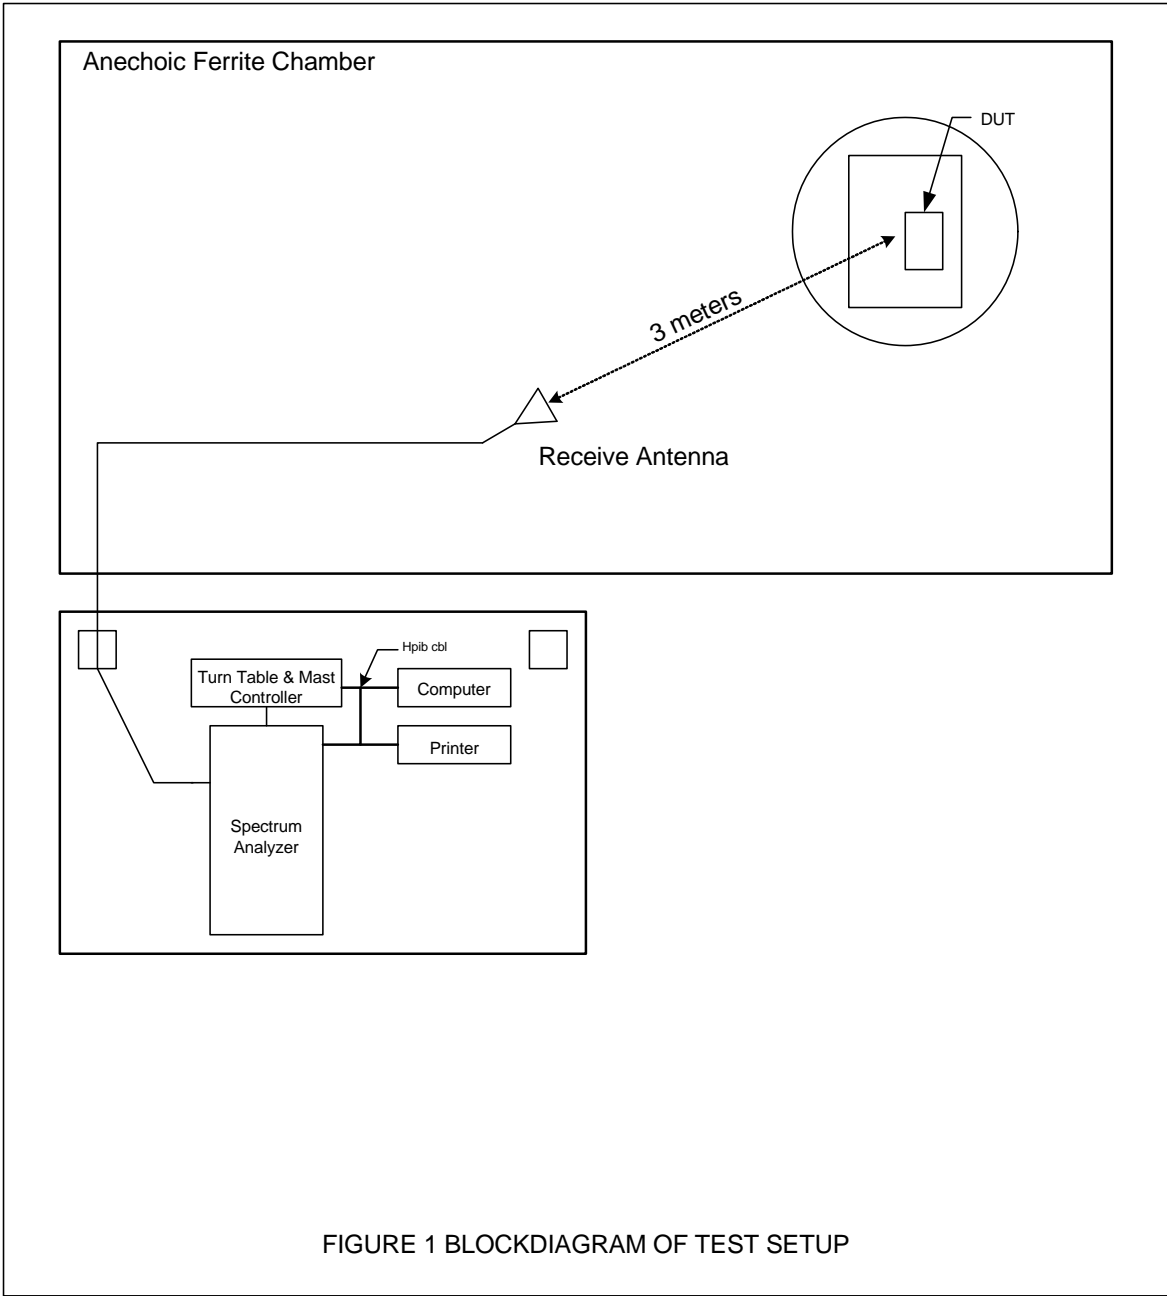 Anechoic Ferrite Chamber
DUT
3 meters
Receive Antenna
Hpib cbl
Turn Table & Mast
Controller
Computer
Printer
Spectrum
Analyzer
FIGURE 1 BLOCKDIAGRAM OF TEST SETUP